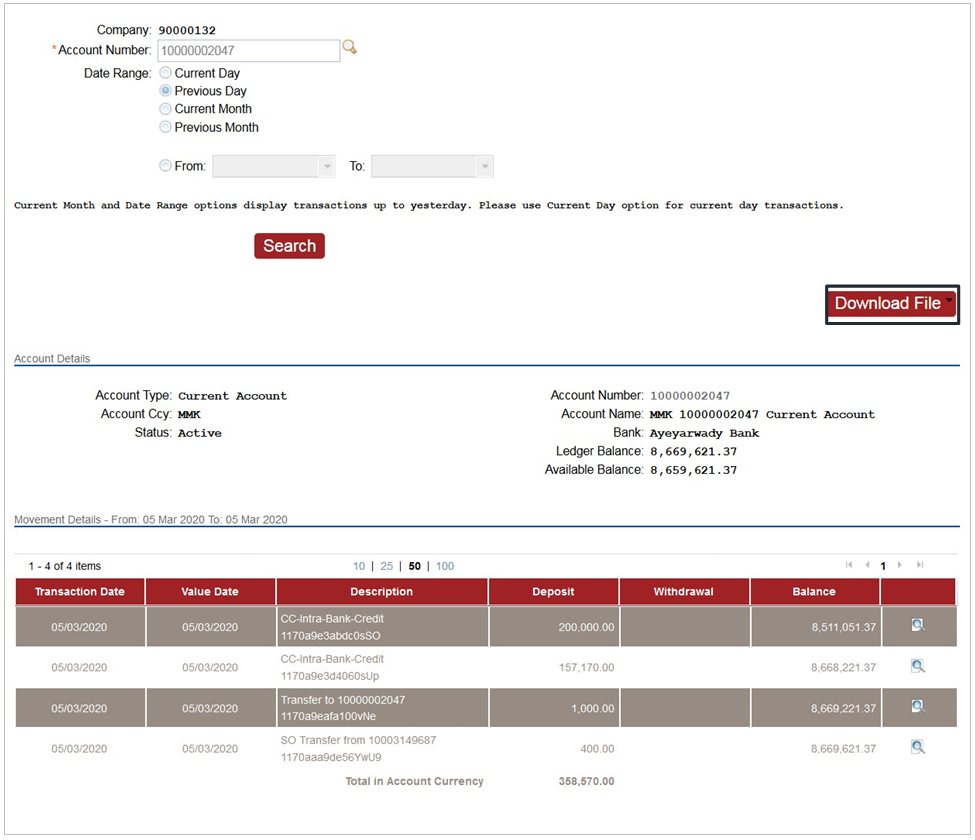 Company: 90000132
*Account Number: 10000002047
Date Range: Current Day
Previous Day
Current Month
Previous Month
From: To:
Current Month and Date Range options display transactions up to yesterday. Please use Current Day option for current day transactions.
Search
Download File
Account Details
Account Type: Current Account Account Number: 10000002047
Account Ccy: MMK Account Name: MMK 10000002047 Current Account
Status: Active Bank: Ayeyarwady Bank
Ledger Balance: 8,669,621.37
Available Balance: 8,659,621.37
Movement Details - From: 05 Mar 2020 To: 05 Mar 2020
1 - 4 of 4 items 10 | 25 | 50 | 100 1
Transaction Date Value Date Description Deposit Withdrawal Balance
05/03/2020 05/03/2020 CC-Intra-Bank-Credit 200,000.00 8,511,051.37
1170a9e3abdc0sSO
05/03/2020 05/03/2020 CC-Intra-Bank-Credit 157,170.00 8,668,221.37
1170a9e3d4060sUp
05/03/2020 05/03/2020 Transfer to 10000002047 1,000.00 8,669,221.37
1170a9eafa100vNe
05/03/2020 05/03/2020 SO Transfer from 10003149687 400.00 8,669,621.37
1170aaa9de56YwU9
Total in Account Currency 358,570.00